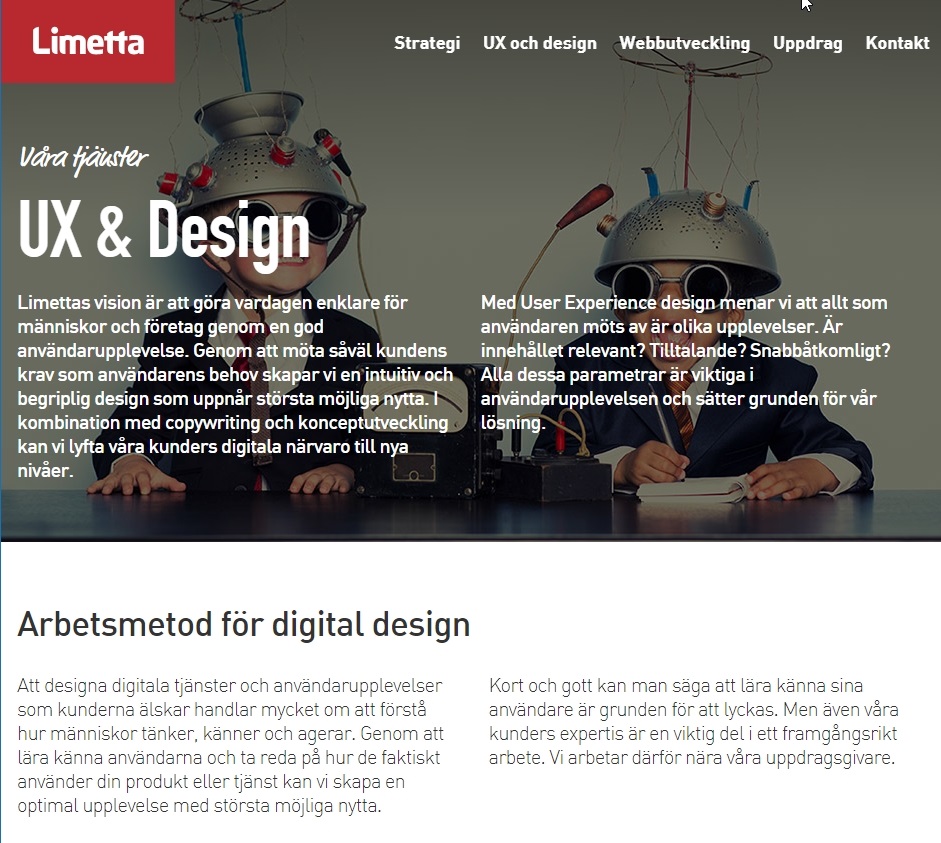 Limetta
Strategi
UX och design
Webbutveckling
Uppdrag
Kontakt
Våra tjänster
UX & Design
Limettas vision är att göra vardagen enklare för
människor och företag genom en god
användarupplevelse. Genom att möta såväl kundens
krav som användarens behov skapar vi en intuitiv och
begriplig design som uppnår största möjliga nytta. I
kombination med copywriting och konceptutveckling
kan vi lyfta våra kunders digitala närvaro till nya
nivåer.
Med User Experience design menar vi att allt som
användaren möts av är olika upplevelser. Är
innehållet relevant? Tilltalande? Snabbåtkomligt?
Alla dessa parametrar är viktiga i
användarupplevelsen och sätter grunden för vår
lösning.
Arbetsmetod för digital design
Att designa digitala tjänster och användarupplevelser
som kunderna älskar handlar mycket om att förstå
hur människor tänker, känner och agerar. Genom att
lära känna användarna och ta reda på hur de faktiskt
använder din produkt eller tjänst kan vi skapa en
optimal upplevelse med största möjliga nytta.
Kort och gott kan man säga att lära känna sina
användare är grunden för att lyckas. Men även våra
kunders expertis är en viktig del i ett framgångsrikt
arbete. Vi arbetar därför nära våra uppdragsgivare.